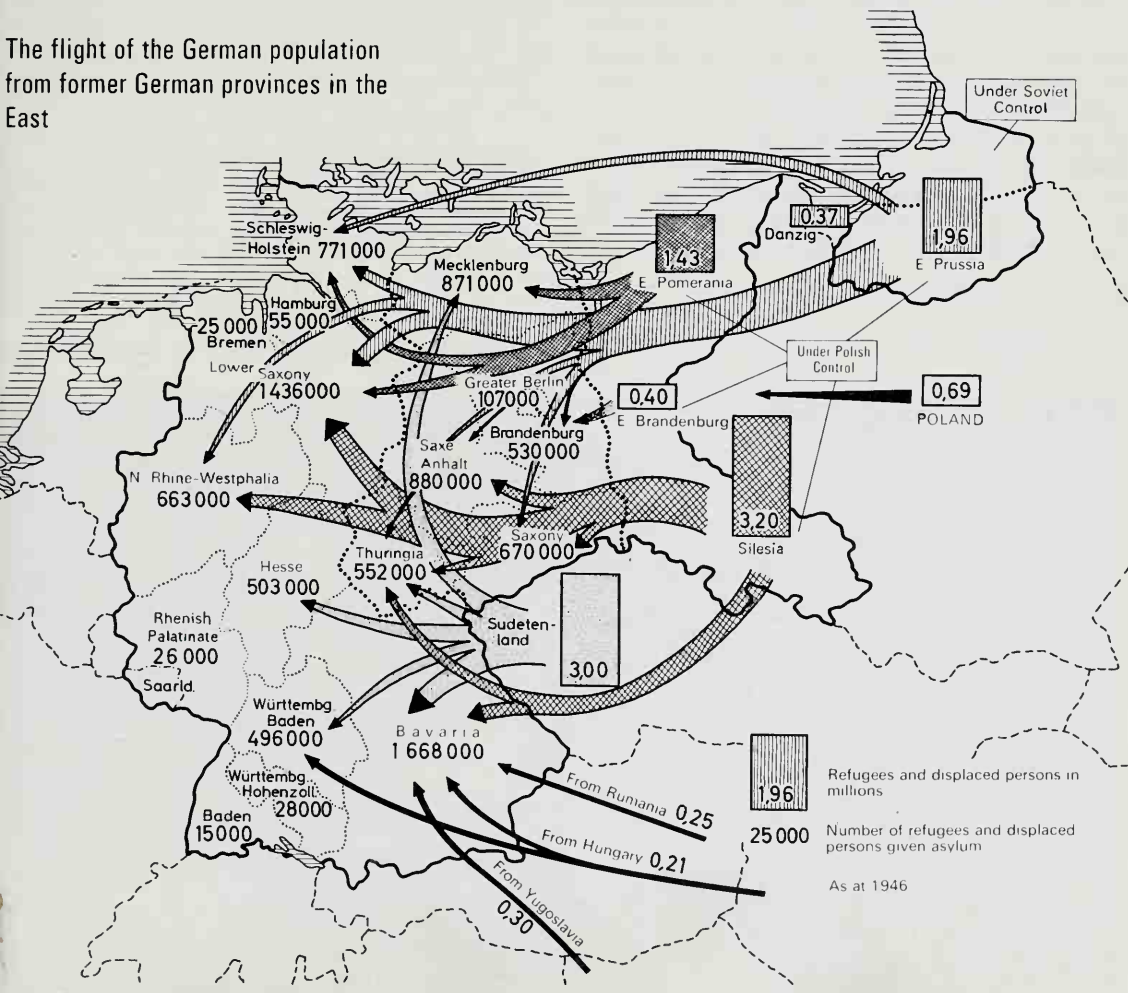 The flight of the German population
from former German provinces in the
East
Under Soviet
Control
0,37
Danzig
1,96
E Prussia
1,43
E Pomerania
Schleswig-
Holstein 771 000
Mecklenburg
871 000
Hamburg
55 000
25 000
Bremen
Lower Saxony
1 436 000
Greater Berlin
107000
Under Polish
Control
0,40
E Brandenburg
0,69
POLAND
Brandenburg
530 000
Saxe
Anhalt
880 000
N Rhine-Westphalia
663 000
3,20
Silesia
Saxony
670 000
Thuringia
552 000
Hesse
503 000
Sudeten-
land
3,00
Rhenish
Palatinate
26 000
Saarld.
Württembg.
Baden
496 000
Bavaria
1 668 000
Württembg.
Hohenzoll.
28000
Baden
15000
From Rumania 0,25
From Hungary 0,21
From Yugoslavia
0,30
1,96
Refugees and displaced persons in
millions
25 000
Number of refugees and displaced
persons given asylum
As at 1946